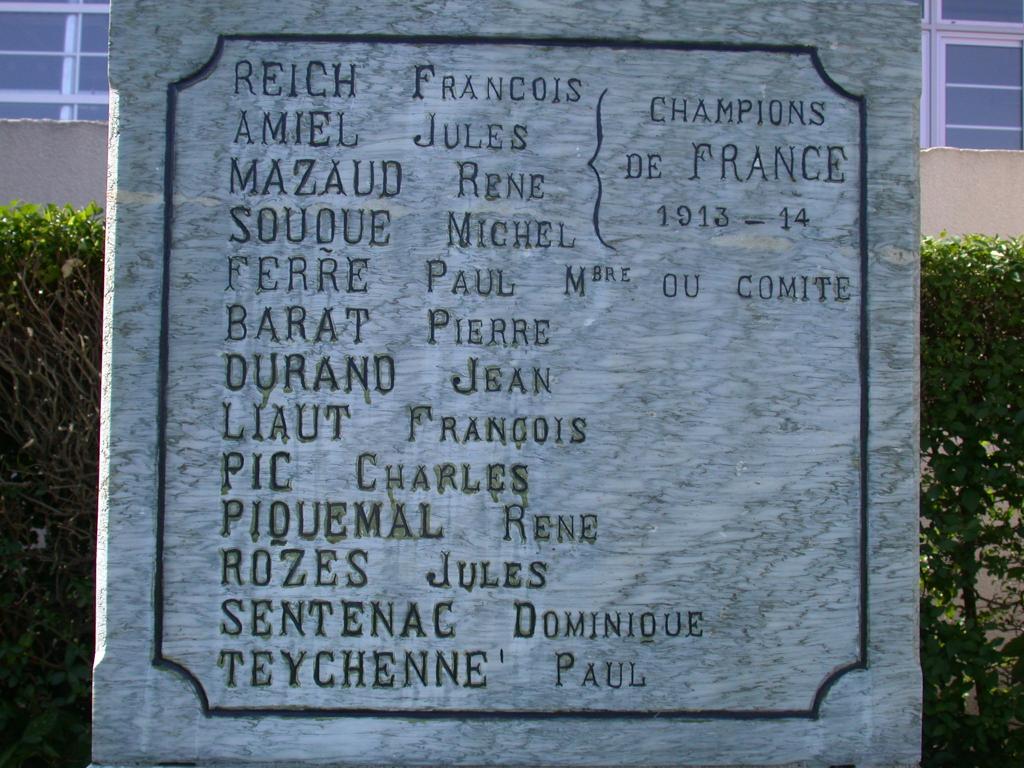 REICH FRANCOIS
AMIEL JULES
MAZAUD RENE
SOUQUE MICHEL
CHAMPIONS
DE FRANCE
1913 - 14
FERRE PAUL MBRE DU COMITE
BARAT PIERRE
DURAND JEAN
LIAUT FRANÇOIS
PIC CHARLES
PIQUEMAL RENE
ROZES JULES
SENTENAC DOMINIQUE
TEYCHENNE' PAUL